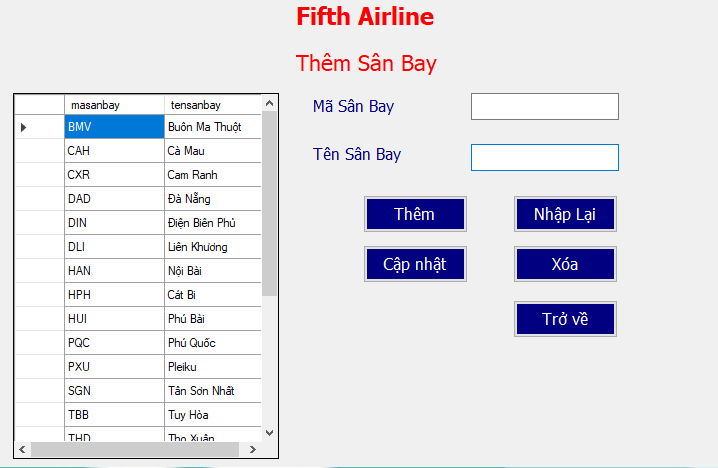 Fifth Airline
Thêm Sân Bay
masanbay tensanbay
BMV Buôn Ma Thuột
CAH Cà Mau
CXR Cam Ranh
DAD Đà Nẵng
DIN Điện Biên Phủ
DLI Liên Khương
HAN Nội Bài
HPH Cát Bi
HUI Phú Bài
PQC Phú Quốc
PXU Pleiku
SGN Tân Sơn Nhất
TBB Tuy Hòa
THD Thọ Xuân
Mã Sân Bay
Tên Sân Bay
Thêm Nhập Lại
Cập nhật Xóa
Trở về